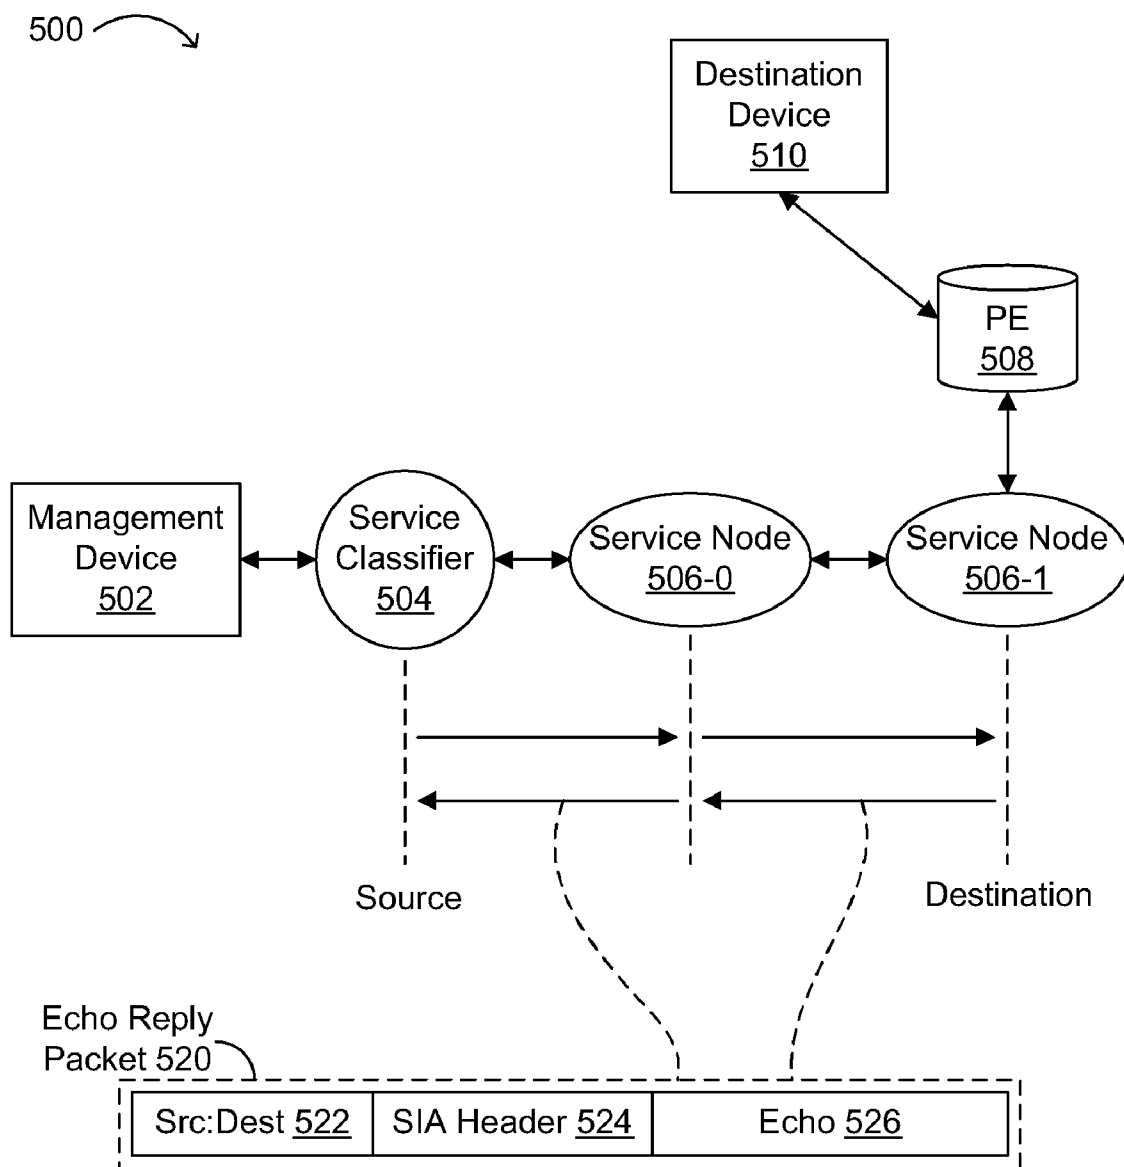 500
Destination
Device
510
PE
508
Management
Device
502
Service
Classifier
504
Service Node
506-0
Service Node
506-1
Source
Destination
Echo Reply
Packet 520
Src:Dest 522
SIA Header 524
Echo 526